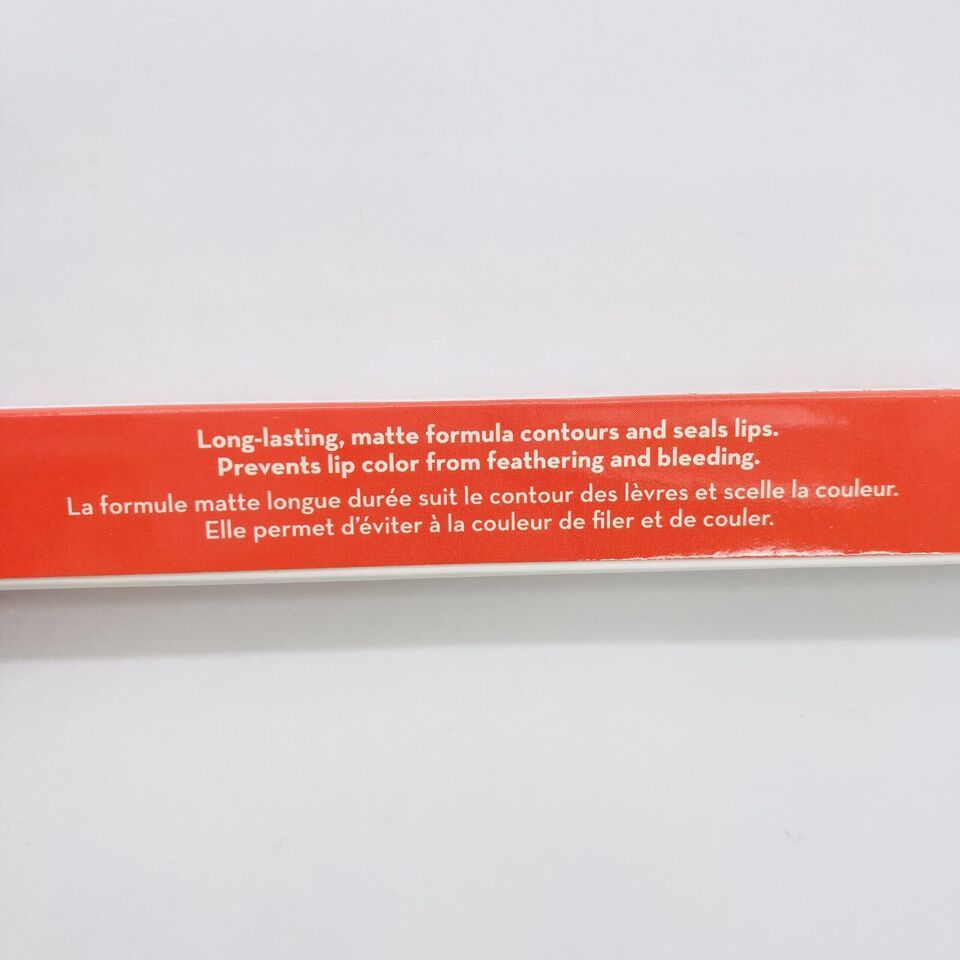 Long-lasting, matte formula contours and seals lips.
Prevents lip color from feathering and bleeding.
La formule matte longue durée suit le contour des lèvres et scelle la couleur.
Elle permet d'éviter à la couleur de filer et de couler.